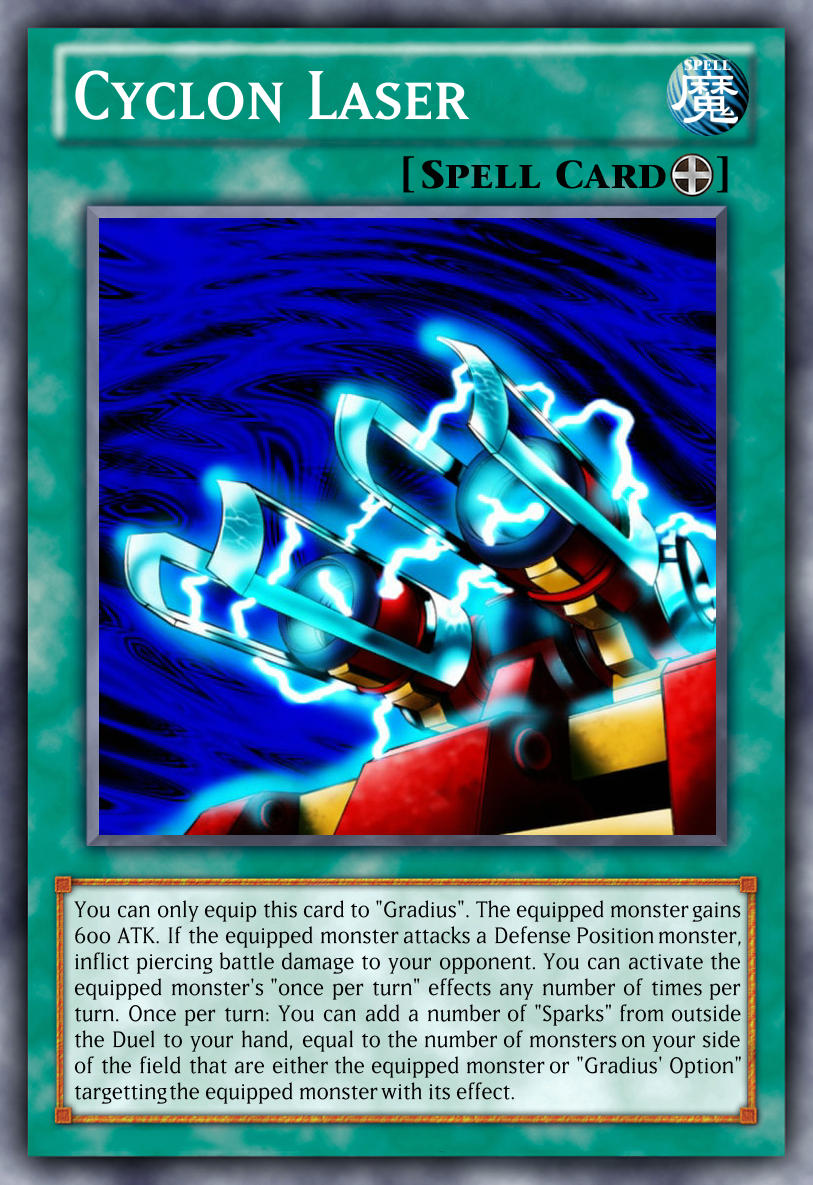 Cyclon Laser
SPELL
魔
[Spell Card]
You can only equip this card to "Gradius". The equipped monster gains
600 ATK. If the equipped monster attacks a Defense Position monster,
inflict piercing battle damage to your opponent. You can activate the
equipped monster's "once per turn" effects any number of times per
turn. Once per turn: You can add a number of "Sparks" from outside
the Duel to your hand, equal to the number of monsters on your side
of the field that are either the equipped monster or "Gradius' Option"
targetting the equipped monster with its effect.